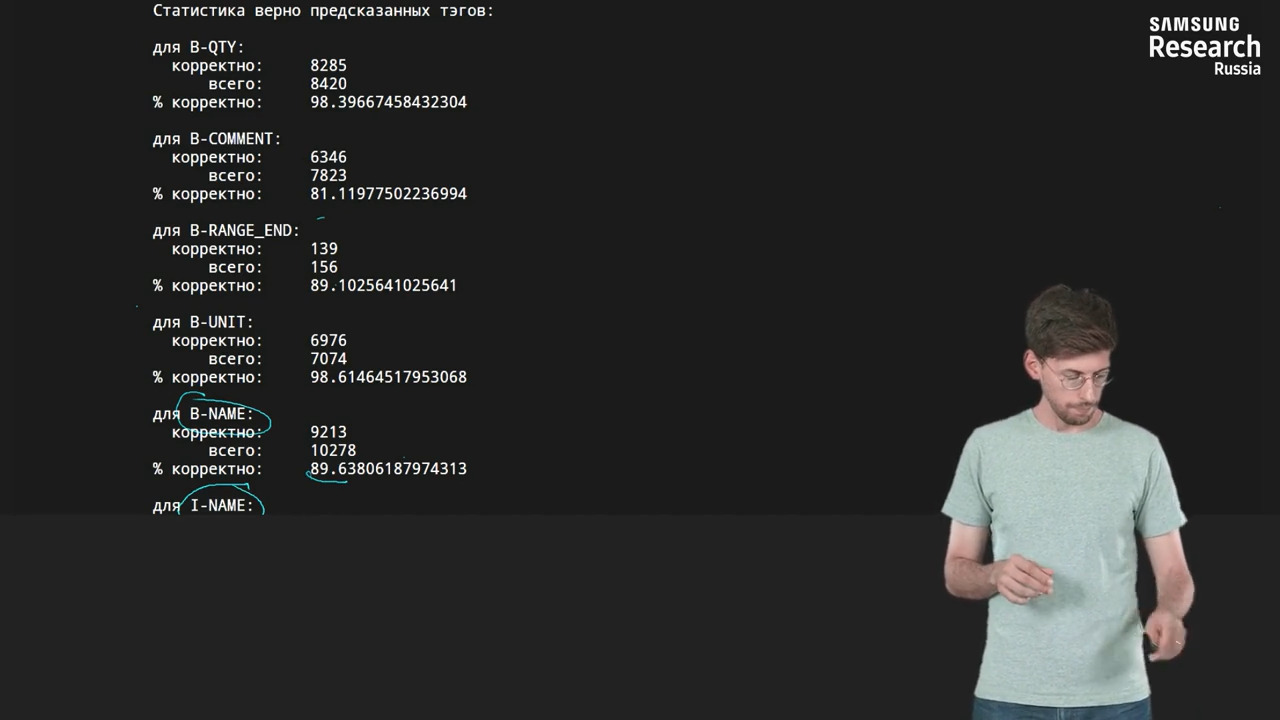 Статистика верно предсказанных тэгов:
для B-QTY:
корректно: 8285
всего: 8420
% корректно: 98.39667458432304
для B-COMMENT:
корректно: 6346
всего: 7823
% корректно: 81.11977502236994
для B-RANGE_END:
корректно: 139
всего: 156
% корректно: 89.1025641025641
для B-UNIT:
корректно: 6976
всего: 7074
% корректно: 98.61464517953068
для B-NAME:
корректно: 9213
всего: 10278
% корректно: 89.63806187974313
для I-NAME:
SAMSUNG
Research
Russia